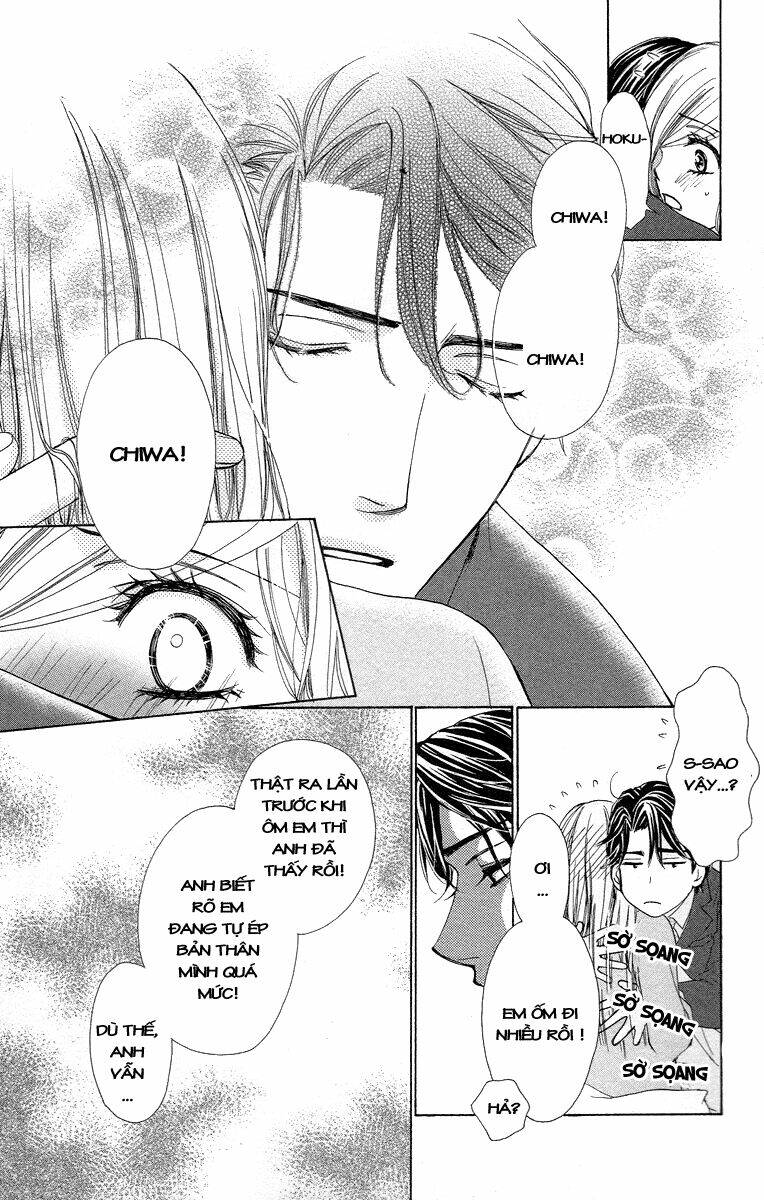 HOKU-
CHIWA!
CHIWA!
CHIWA!
S-SAO
VẬY...?
SỜ SOẠNG
SỜ SOẠNG
SỜ SOẠNG
ƠI
...
EM ỐM ĐI
NHIỀU RỒI !
HẢ?
THẬT RA LẦN
TRƯỚC KHI
ÔM EM THÌ
ANH ĐÃ
THẤY RỒI!
ANH BIẾT
RÕ EM
ĐANG TỰ ÉP
BẢN THÂN
MÌNH QUÁ
MỨC!
DÙ THẾ,
ANH
VẪN
...